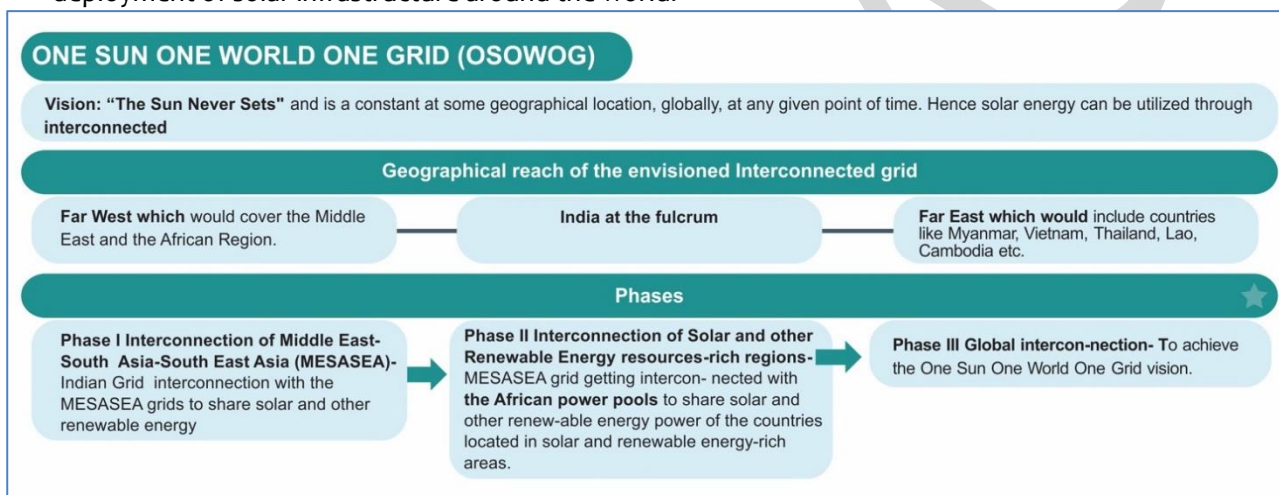 deployment of solar infrastructure around the world.
ONE SUN ONE WORLD ONE GRID (OSOWOG)
Vision: “The Sun Never Sets" and is a constant at some geographical location, globally, at any given point of time. Hence solar energy can be utilized through
interconnected
Geographical reach of the envisioned Interconnected grid
Far West which would cover the Middle
East and the African Region.
India at the fulcrum
Far East which would include countries
like Myanmar, Vietnam, Thailand, Lao,
Cambodia etc.
Phases
Phase I Interconnection of Middle East-
South Asia-South East Asia (MESASEA)-
Indian Grid interconnection with the
MESASEA grids to share solar and other
renewable energy
Phase II Interconnection of Solar and other
Renewable Energy resources-rich regions-
MESASEA grid getting intercon- nected with
the African power pools to share solar and
other renew-able energy power of the countries
located in solar and renewable energy-rich
areas.
Phase III Global intercon-nection- To achieve
the One Sun One World One Grid vision.